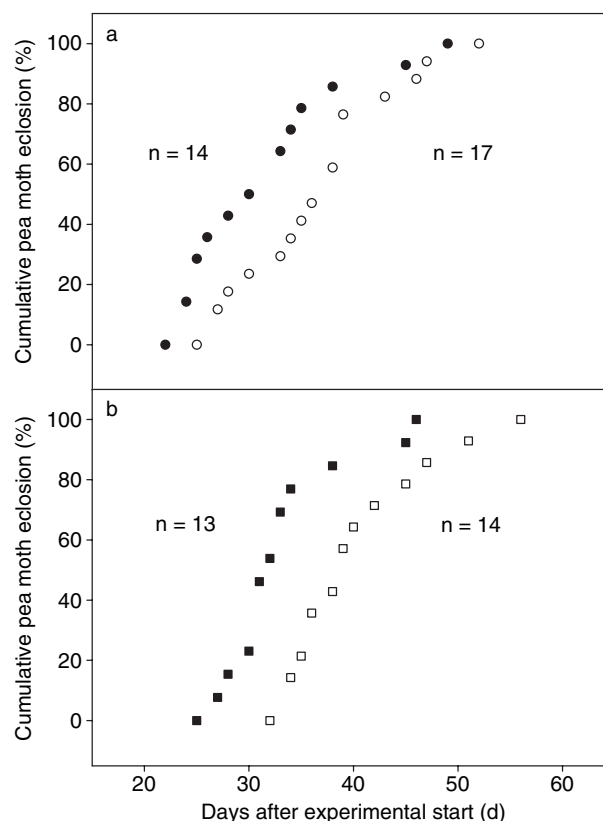 a
Cumulative pea moth eclosion (%)
100
80
60
40
20
0
n = 14
n = 17
b
Cumulative pea moth eclosion (%)
100
80
60
40
20
0
n = 13
n = 14
20 30 40 50 60
Days after experimental start (d)